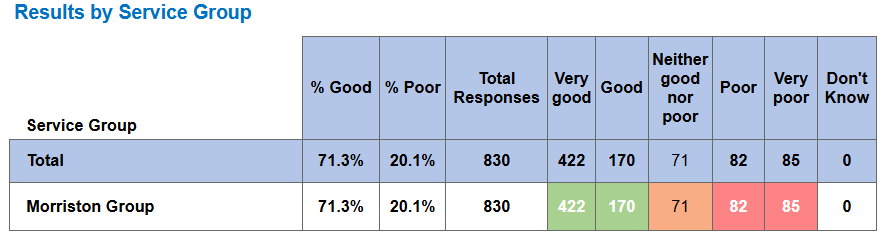 Results by Service Group
Service Group % Good % Poor Total Responses Very good Good Neither good nor poor Poor Very poor Don't Know
Total 71.3% 20.1% 830 422 170 71 82 85 0
Morriston Group 71.3% 20.1% 830 422 170 71 82 85 0